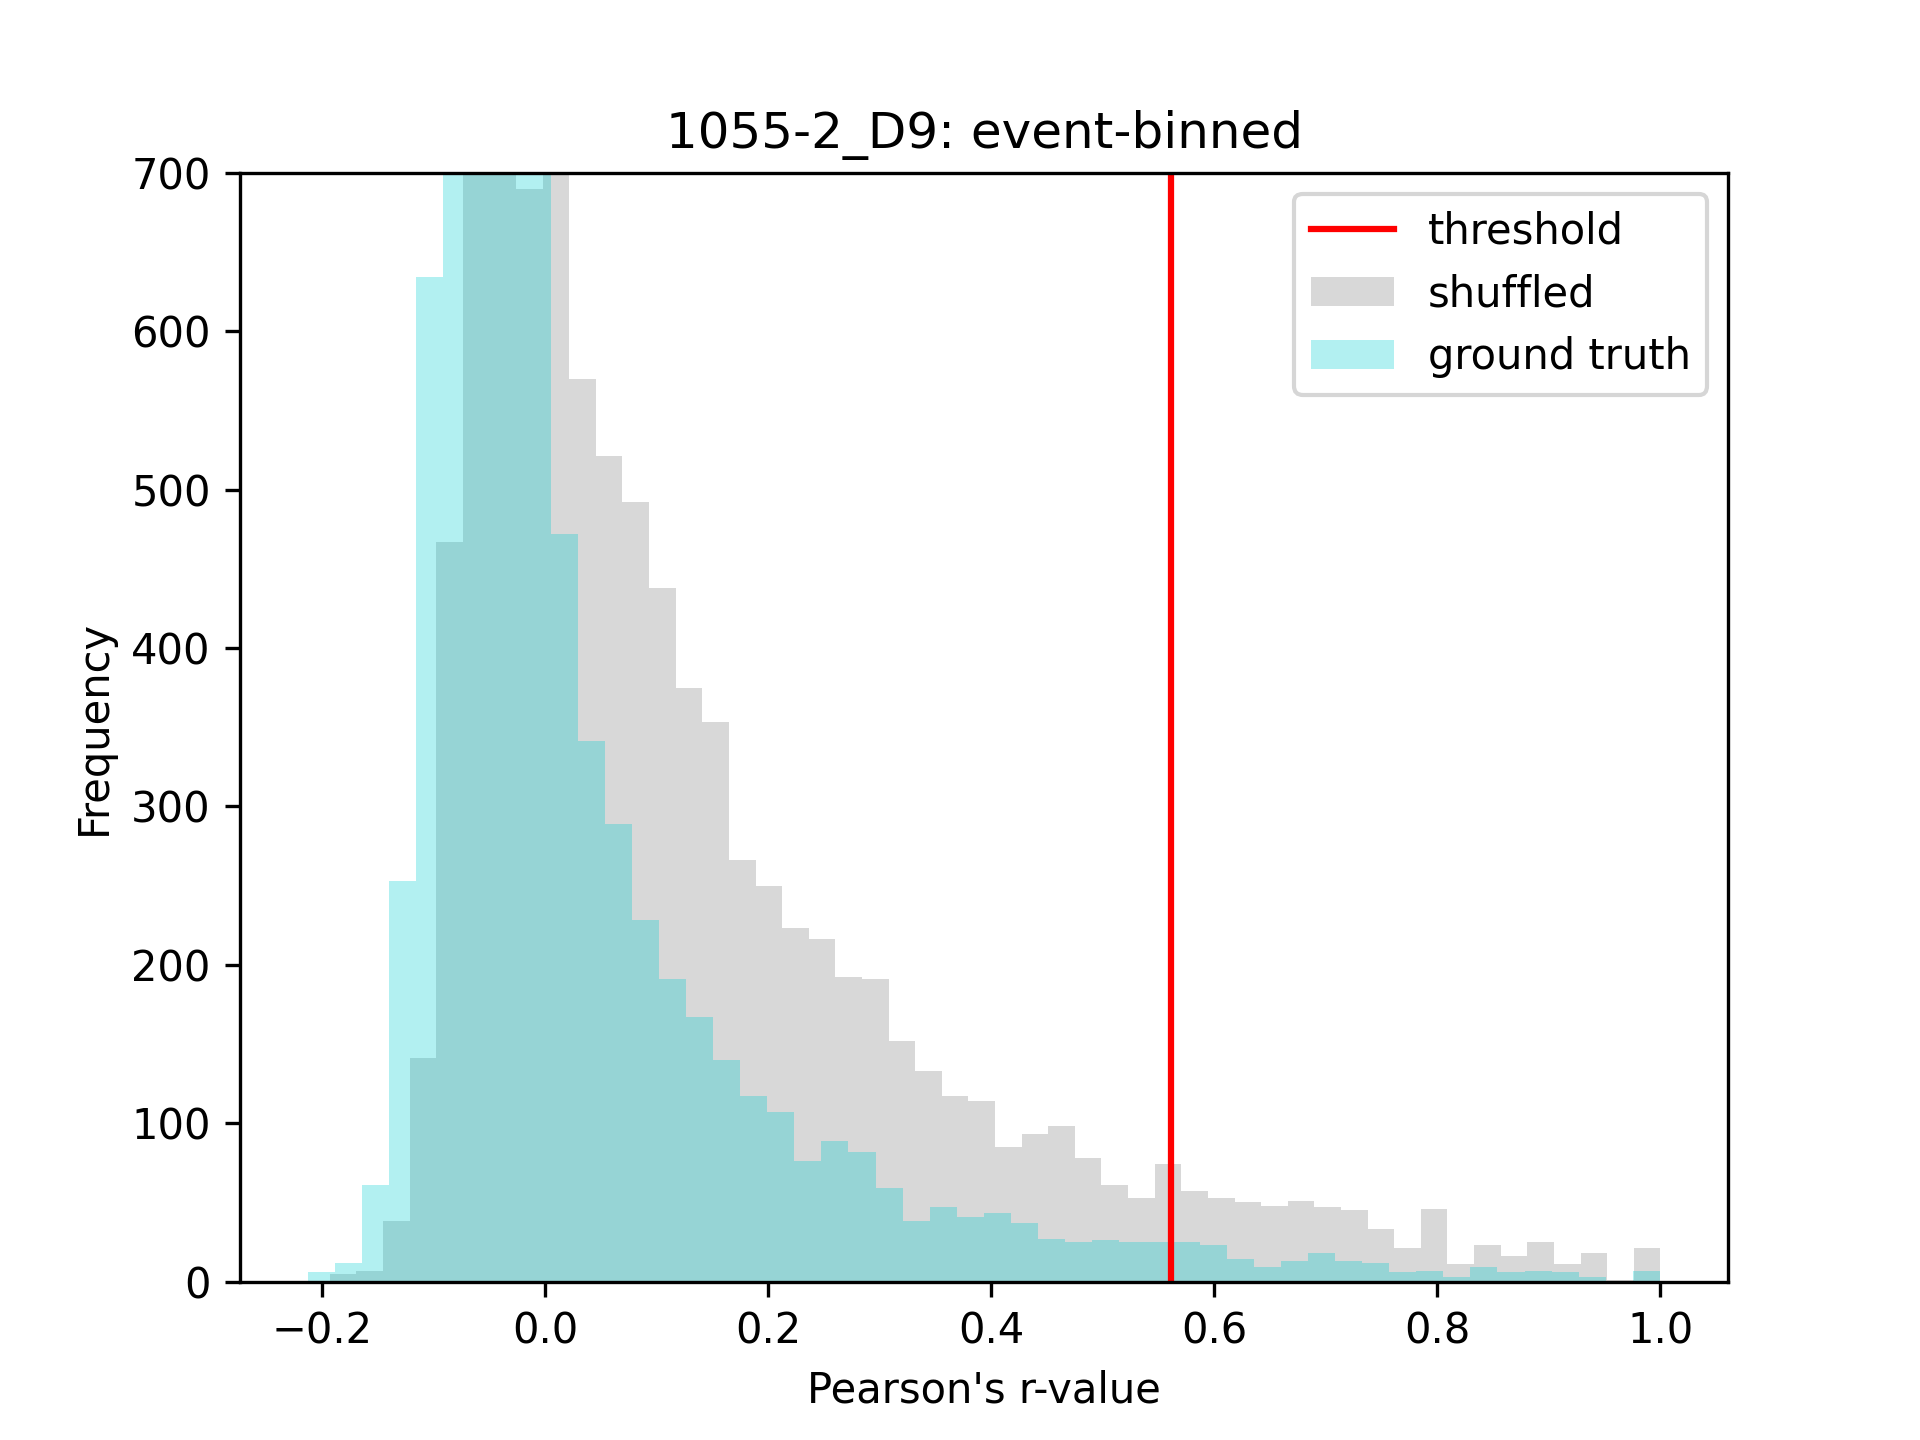 1055-2_D9: event-binned
threshold
shuffled
ground truth
700
600
500
400
300
200
100
0
Frequency
−0.2 0.0 0.2 0.4 0.6 0.8 1.0
Pearson's r-value